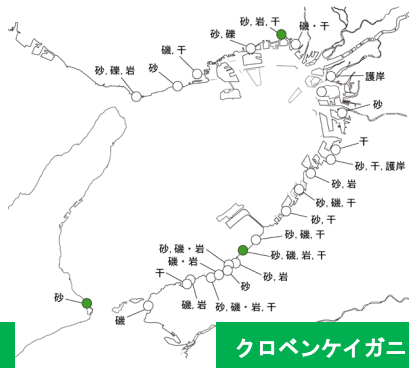 砂, 岩, 干
砂, 礫
磯・干
磯, 干
砂
砂, 礫, 岩
護岸
砂
干
砂, 干, 護岸
砂, 岩
砂, 礫, 干
砂, 干
砂, 礫, 干
砂, 礫・岩
砂, 礫, 岩, 干
礫・岩
砂, 岩
干
砂
礫, 岩
砂, 礫・岩, 干
砂
礫
クロベンケイガニ